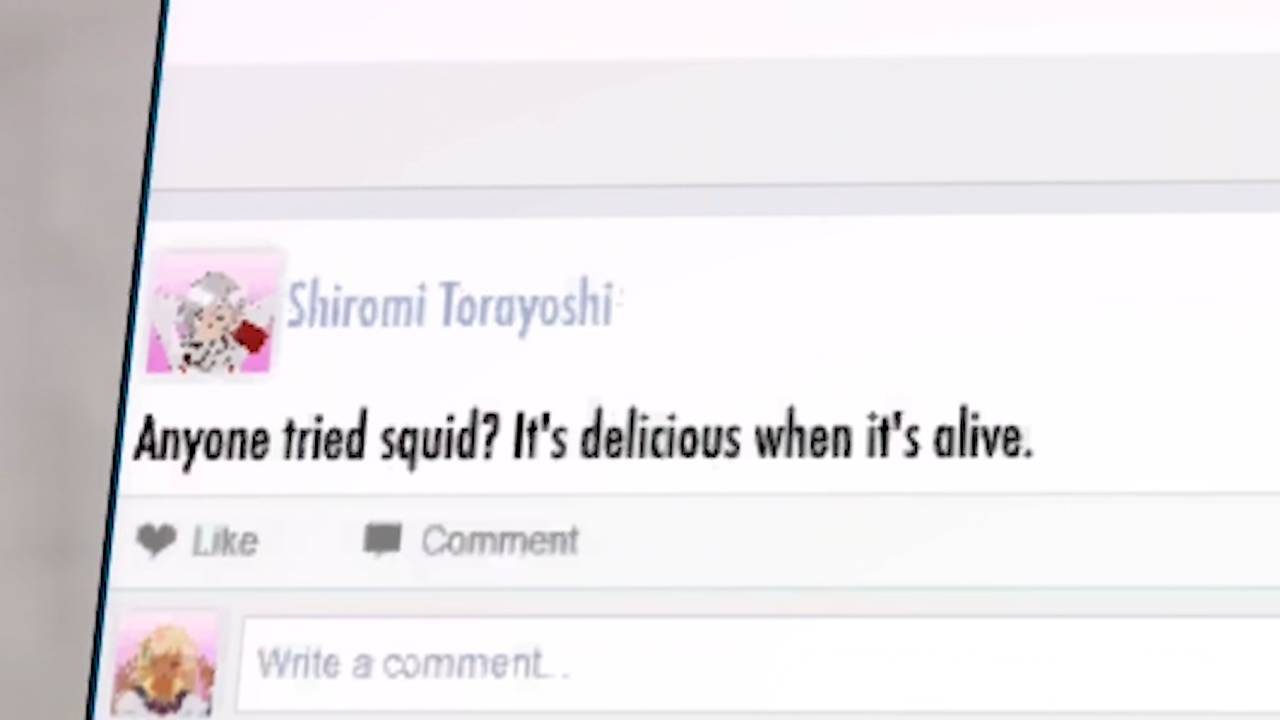 Shiromi Torayoshi
Anyone tried squid? It's delicious when it's alive.
Like
Comment
Write a comment...